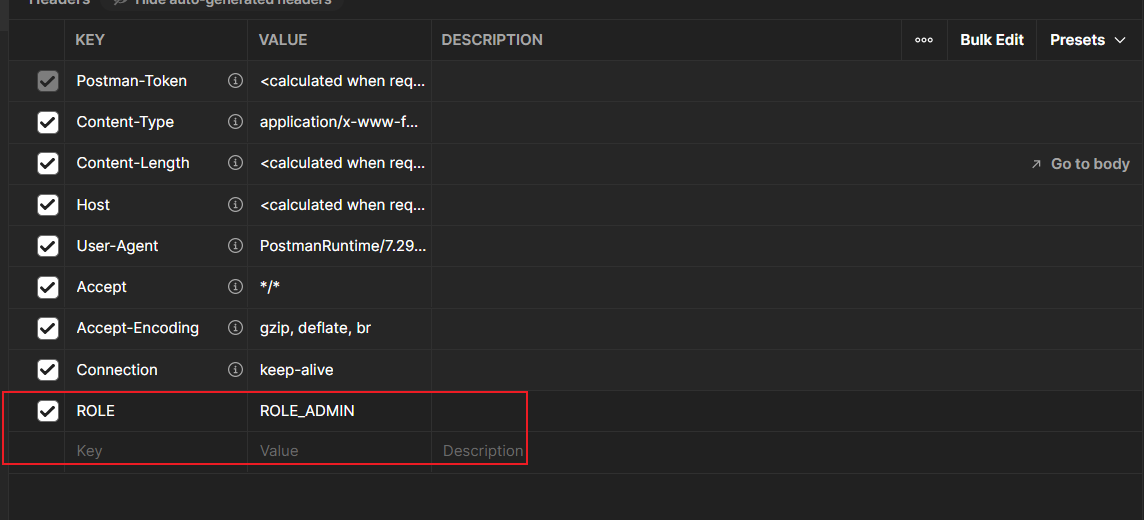 Headers Hide auto-generated headers
KEY VALUE DESCRIPTION ooo Bulk Edit Presets
Postman-Token <calculated when req...
Content-Type application/x-www-f...
Content-Length <calculated when req... Go to body
Host <calculated when req...
User-Agent PostmanRuntime/7.29...
Accept */*
Accept-Encoding gzip, deflate, br
Connection keep-alive
ROLE ROLE_ADMIN
Key Value Description